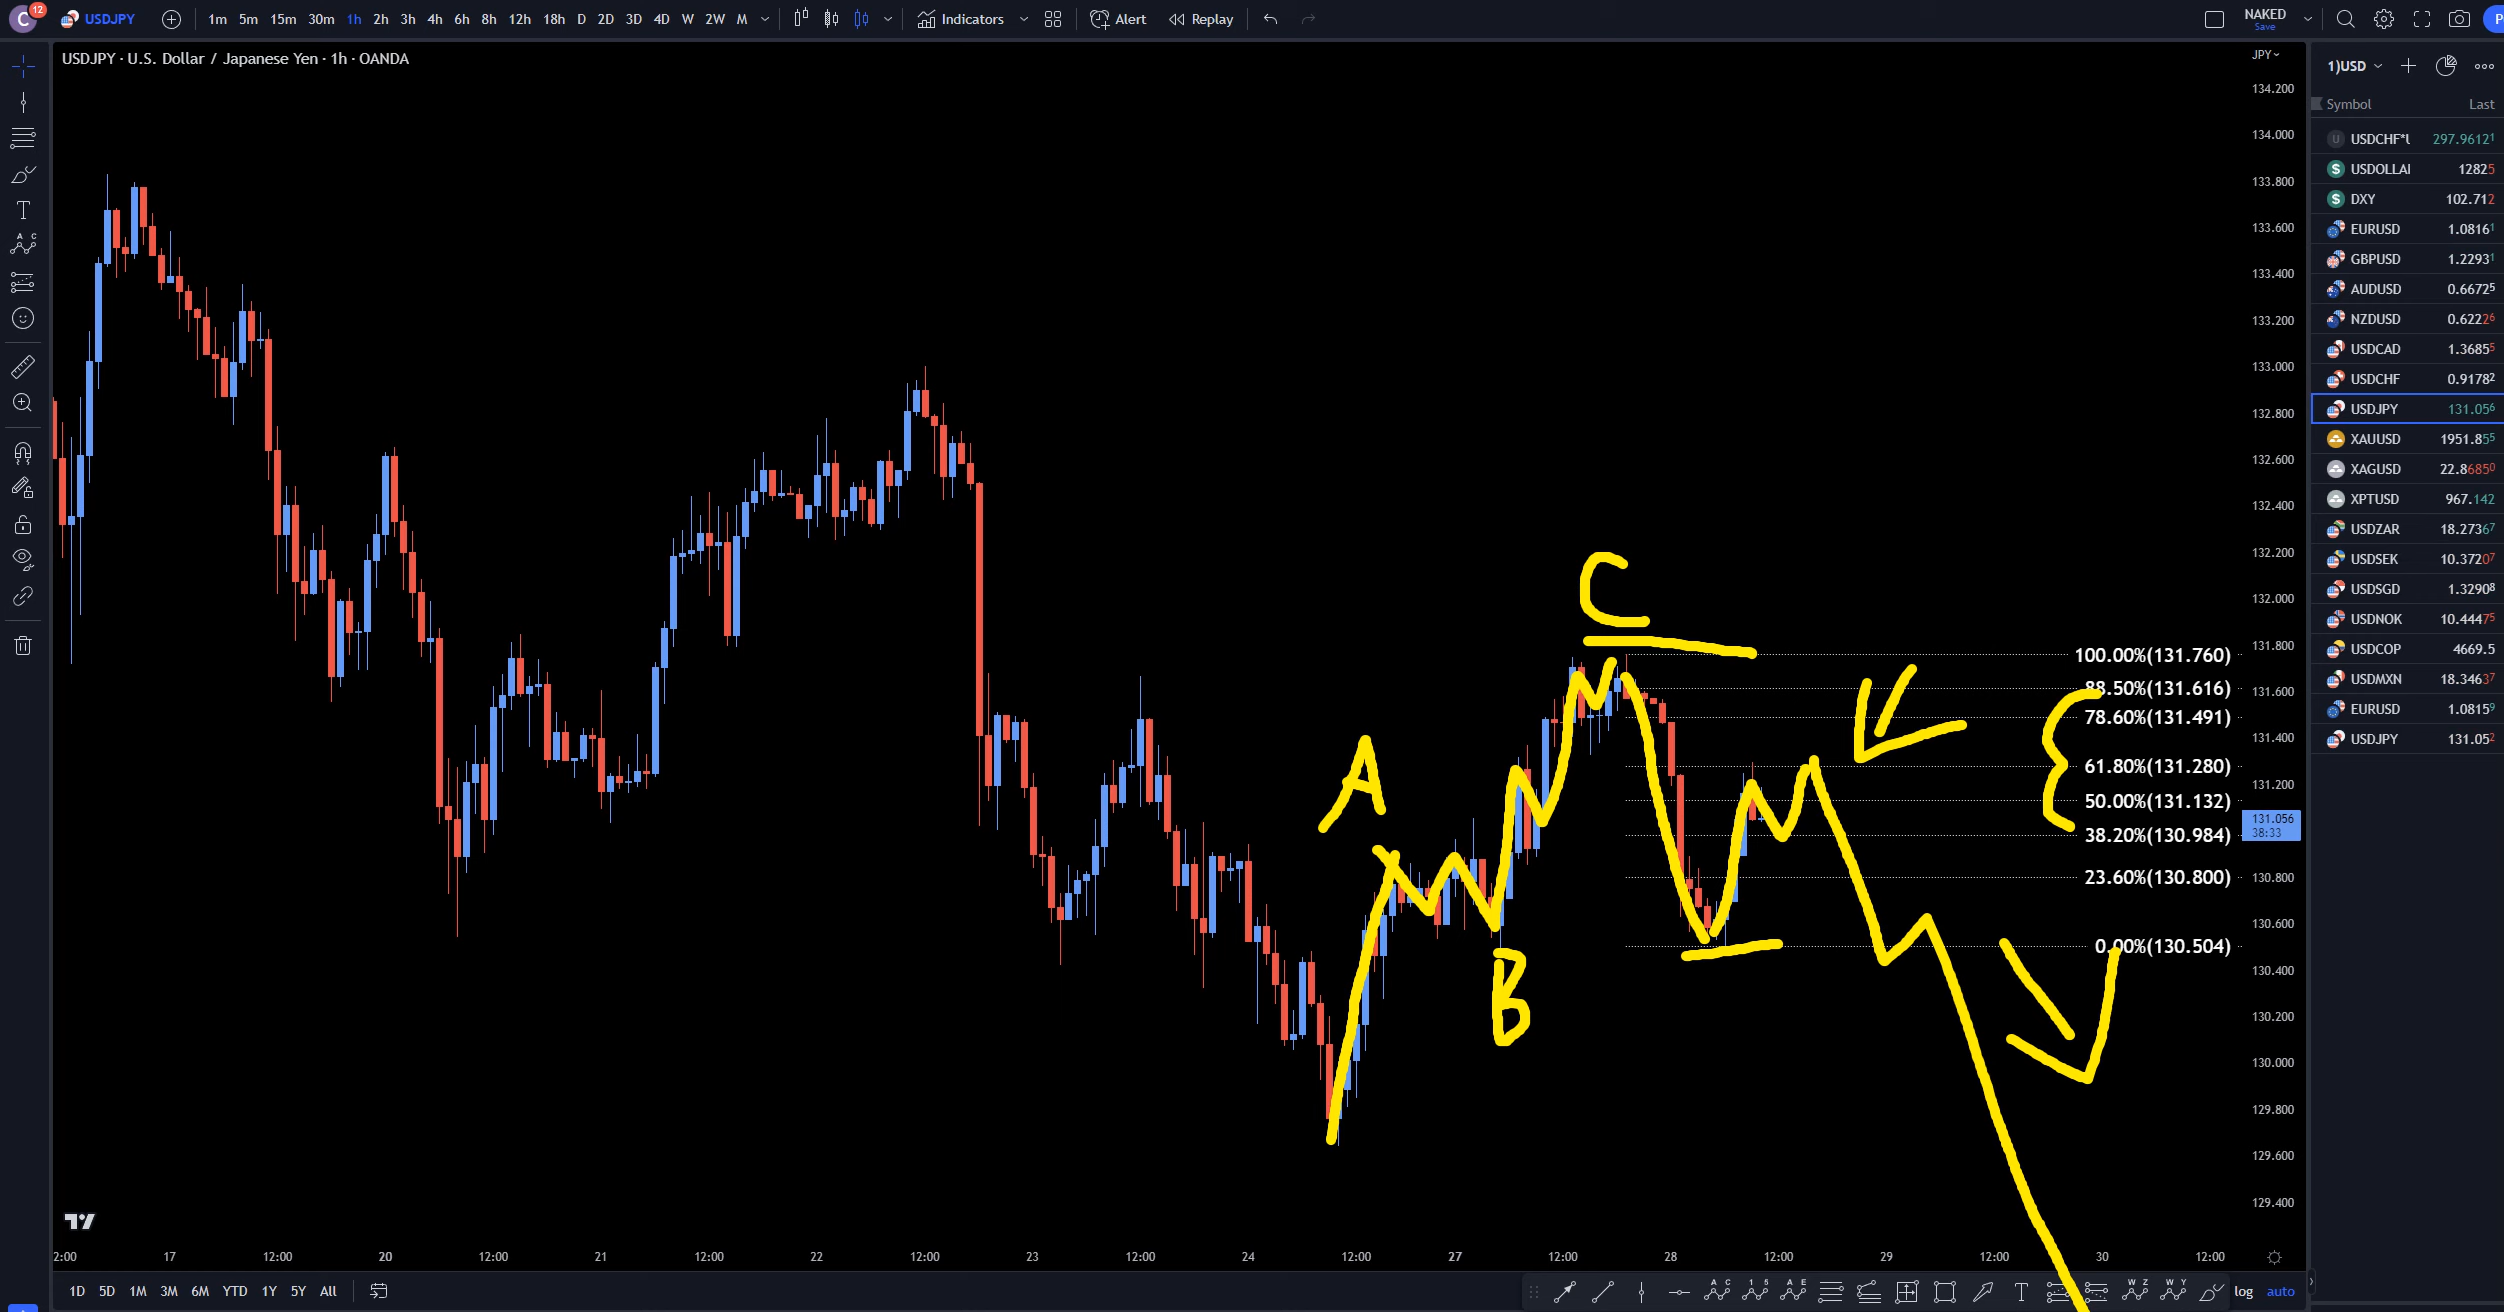 C 12 USDJPY 1m 5m 15m 30m 1h 2h 3h 4h 6h 8h 12h 18h D 2D 3D 4D W 2W M Indicators Alert Replay NAKED Save P
USDJPY · U.S. Dollar / Japanese Yen · 1h · OANDA
JPY
134.200
134.000
133.800
133.600
133.400
133.200
133.000
132.800
132.600
132.400
132.200
132.000
131.800
131.600
131.400
131.200
131.056
38:33
130.800
130.600
130.400
130.200
130.000
129.800
129.600
129.400
C
A
B
100.00%(131.760)
88.50%(131.616)
78.60%(131.491)
61.80%(131.280)
50.00%(131.132)
38.20%(130.984)
23.60%(130.800)
0.00%(130.504)
2:00 17 12:00 20 12:00 21 12:00 22 12:00 23 12:00 24 12:00 27 12:00 28 12:00 29 12:00 30 12:00
1D 5D 1M 3M 6M YTD 1Y 5Y All
log auto
1)USD
Symbol Last
USDCHF*U 297.96121
USDOLLAR 12825
DXY 102.712
EURUSD 1.08161
GBPUSD 1.22931
AUDUSD 0.66725
NZDUSD 0.62226
USDCAD 1.36855
USDCHF 0.91782
USDJPY 131.056
XAUUSD 1951.855
XAGUSD 22.86850
XPTUSD 967.142
USDZAR 18.27367
USDSEK 10.37207
USDSGD 1.32908
USDNOK 10.44475
USDCOP 4669.5
USDMXN 18.34637
EURUSD 1.08159
USDJPY 131.052